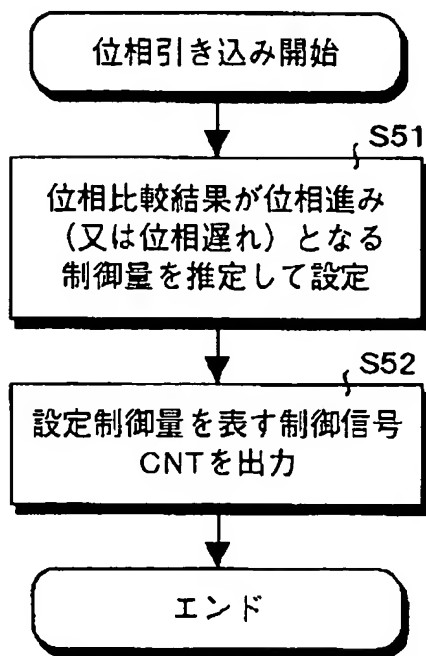 位相引き込み開始
S51
位相比較結果が位相進み
(又は位相遅れ)となる
制御量を推定して設定
S52
設定制御量を表す制御信号
CNTを出力
エンド